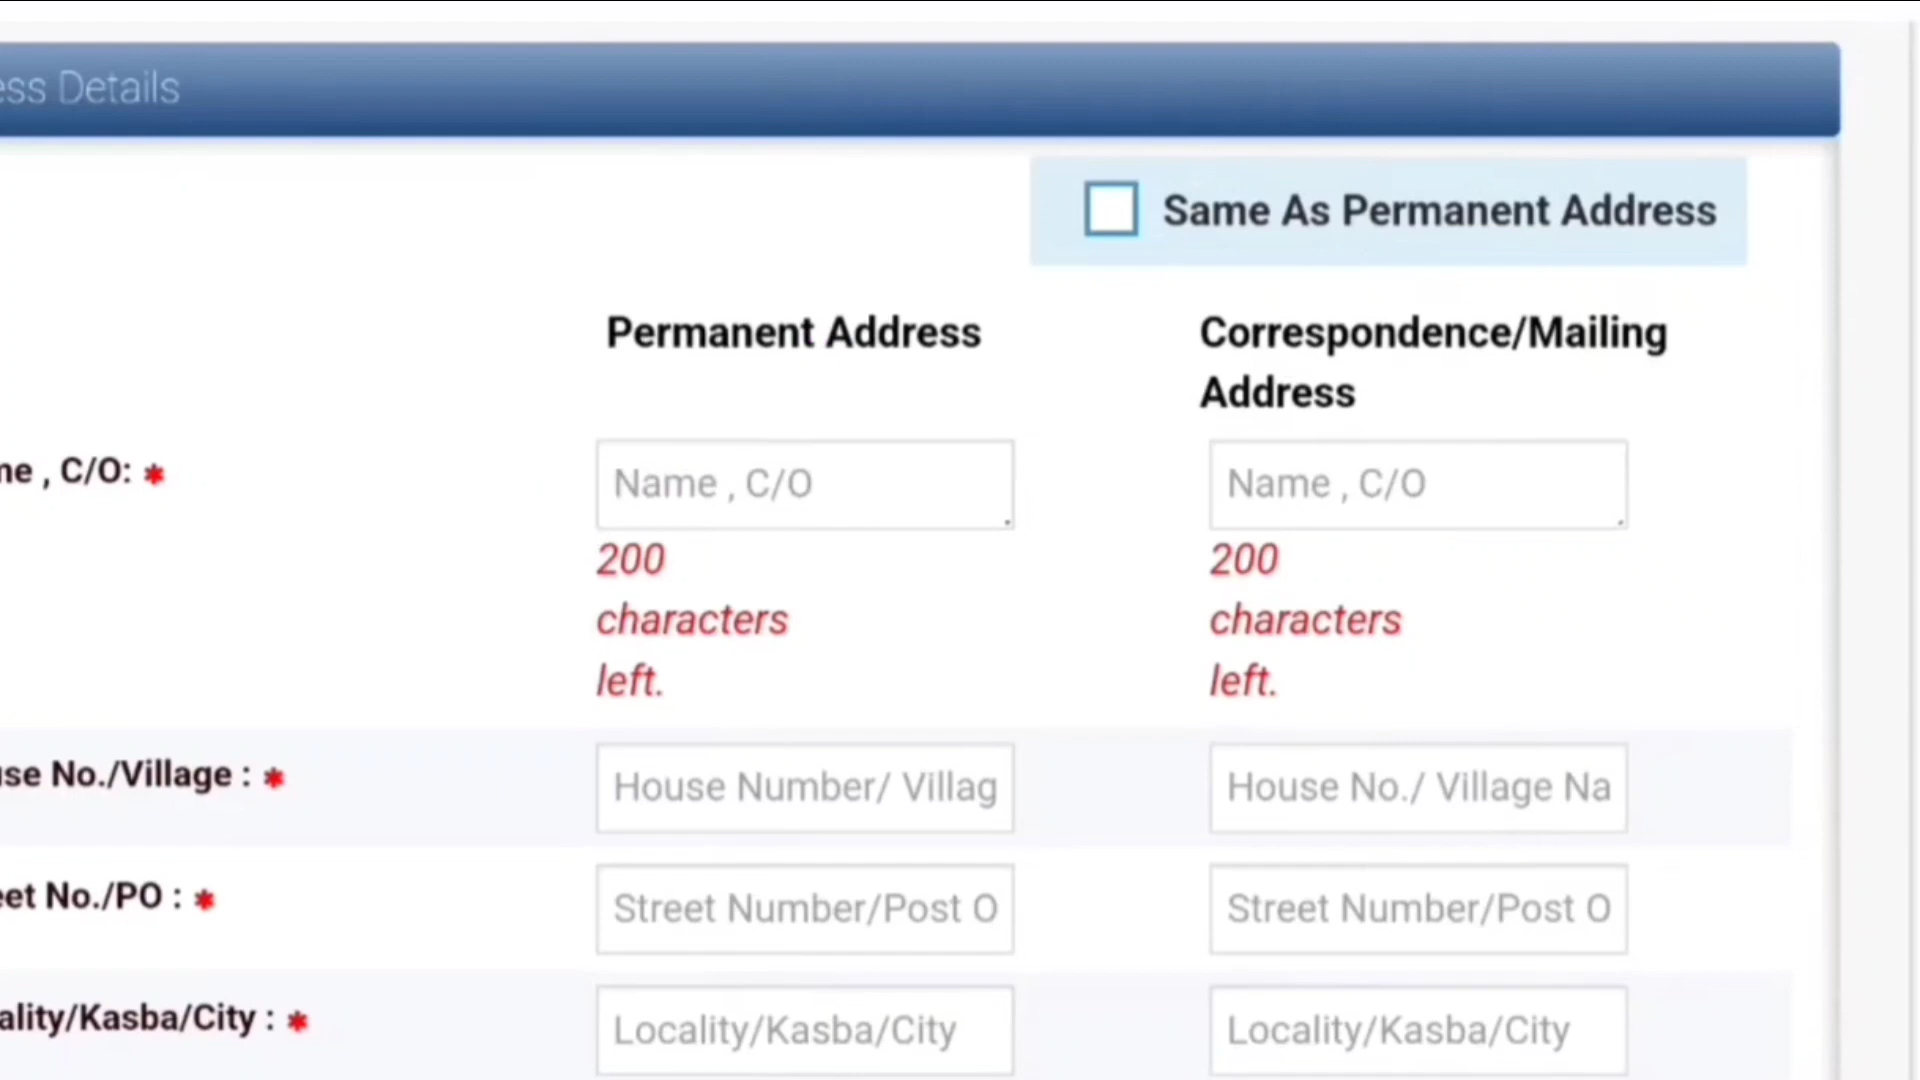 ess Details
Same As Permanent Address
Permanent Address
Correspondence/Mailing
Address
me , C/O: *
Name , C/O
Name , C/O
200
characters
left.
200
characters
left.
use No./Village : *
House Number/ Villag
House No./ Village Na
eet No./PO : *
Street Number/Post O
Street Number/Post O
ality/Kasba/City : *
Locality/Kasba/City
Locality/Kasba/City